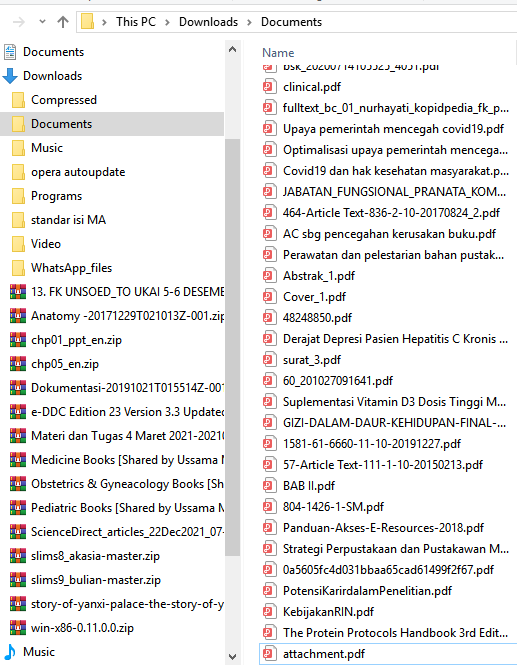 This PC > Downloads > Documents
Documents
Downloads
Compressed
Documents
Music
opera autoupdate
Programs
standar isi MA
Video
WhatsApp_files
13. FK UNSOED_TO UKAI 5-6 DESEME
Anatomy -20171229T021013Z-001.zip
chp01_ppt_en.zip
chp05_en.zip
Dokumentasi-20191021T015514Z-001
e-DDC Edition 23 Version 3.3 Updated
Materi dan Tugas 4 Maret 2021-20210
Medicine Books [Shared by Ussama M
Obstetrics & Gyneacology Books [Sh
Pediatric Books [Shared by Ussama M
ScienceDirect_articles_22Dec2021_07-
slims8_akasia-master.zip
slims9_bulian-master.zip
story-of-yanxi-palace-the-story-of-y
win-x86-0.11.0.0.zip
Music
Name
bsk_20200714105525_4051.pdf
clinical.pdf
fulltext_bc_01_nurhayati_kopidpedia_fk_p...
Upaya pemerintah mencegah covid19.pdf
Optimalisasi upaya pemerintah mencega...
Covid19 dan hak kesehatan masyarakat.p...
JABATAN_FUNGSIONAL_PRANATA_KOM...
464-Article Text-836-2-10-20170824_2.pdf
AC sbg pencegahan kerusakan buku.pdf
Perawatan dan pelestarian bahan pustak...
Abstrak_1.pdf
Cover_1.pdf
48248850.pdf
Derajat Depresi Pasien Hepatitis C Kronis ...
surat_3.pdf
60_201027091641.pdf
Suplementasi Vitamin D3 Dosis Tinggi M...
GIZI-DALAM-DAUR-KEHIDUPAN-FINAL-...
1581-61-6660-11-10-20191227.pdf
57-Article Text-111-1-10-20150213.pdf
BAB II.pdf
804-1426-1-SM.pdf
Panduan-Akses-E-Resources-2018.pdf
Strategi Perpustakaan dan Pustakawan M...
0a5605fc4d031bbaa65cad61499f2f67.pdf
PotensiKarirdalamPenelitian.pdf
KebijakanRIN.pdf
The Protein Protocols Handbook 3rd Edit...
attachment.pdf